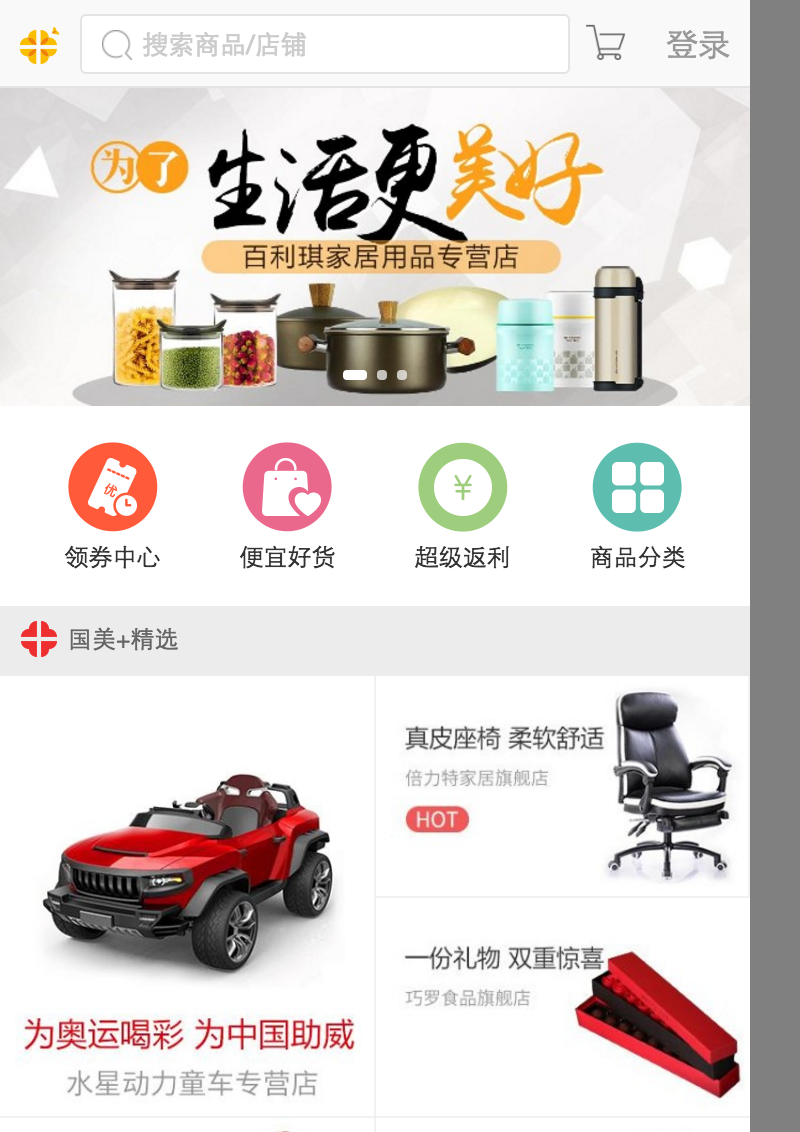 搜索商品/店铺
登录
为了
生活更美好
百利琪家居用品专营店
优
¥
领券中心
便宜好货
超级返利
商品分类
国美+精选
真皮座椅 柔软舒适
倍力特家居旗舰店
HOT
一份礼物 双重惊喜
巧罗食品旗舰店
为奥运喝彩 为中国助威
水星动力童车专营店